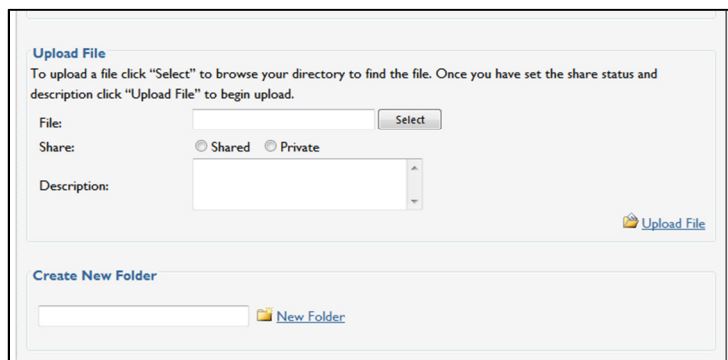 Upload File
To upload a file click “Select” to browse your directory to find the file. Once you have set the share status and
description click “Upload File” to begin upload.
File: Select
Share: Shared Private
Description:
Upload File
Create New Folder
New Folder